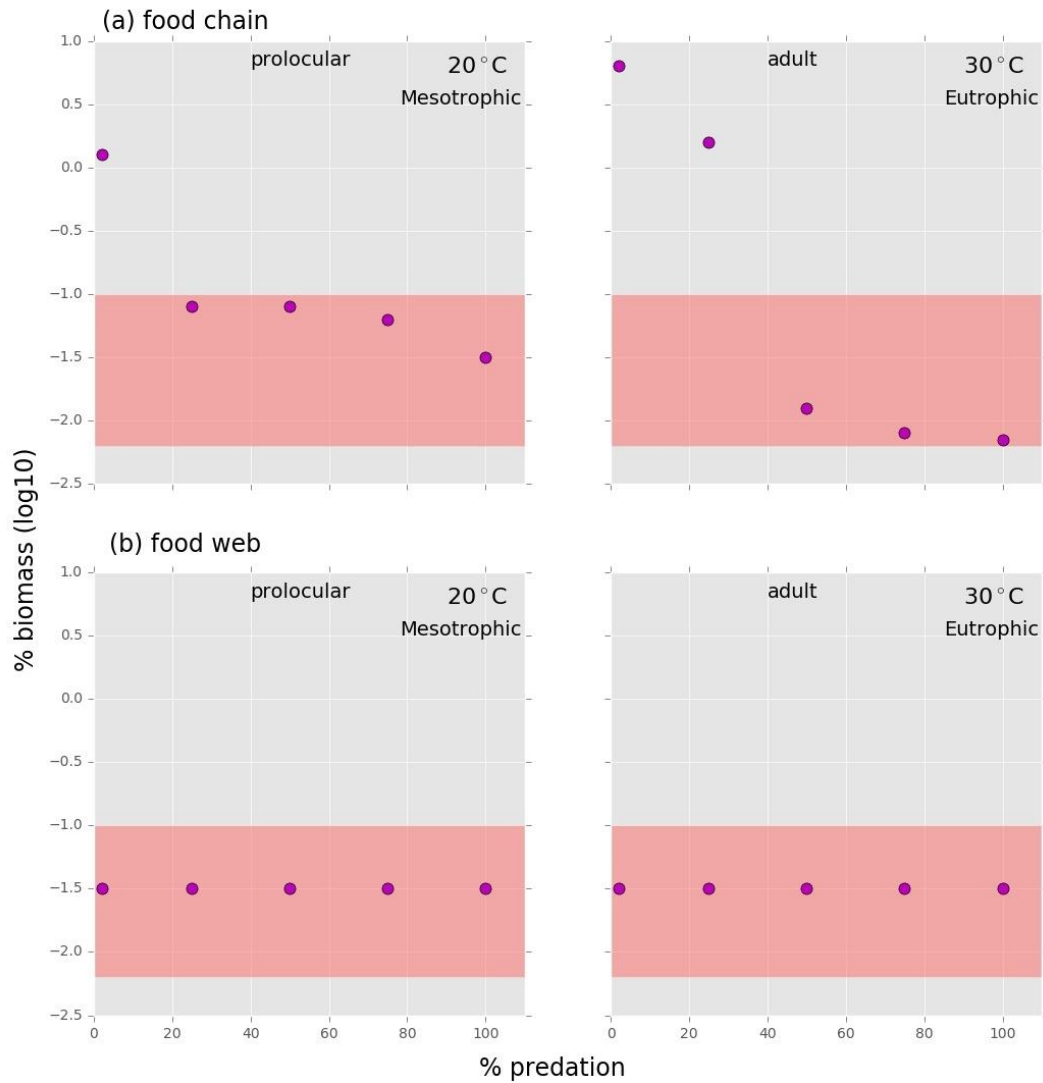 (a) food chain
prolocular 20°C
Mesotrophic
adult 30°C
Eutrophic
1.0
0.5
0.0
−0.5
−1.0
−1.5
−2.0
−2.5
% biomass (log10)
(b) food web
prolocular 20°C
Mesotrophic
adult 30°C
Eutrophic
1.0
0.5
0.0
−0.5
−1.0
−1.5
−2.0
−2.5
0 20 40 60 80 100
0 20 40 60 80 100
% predation